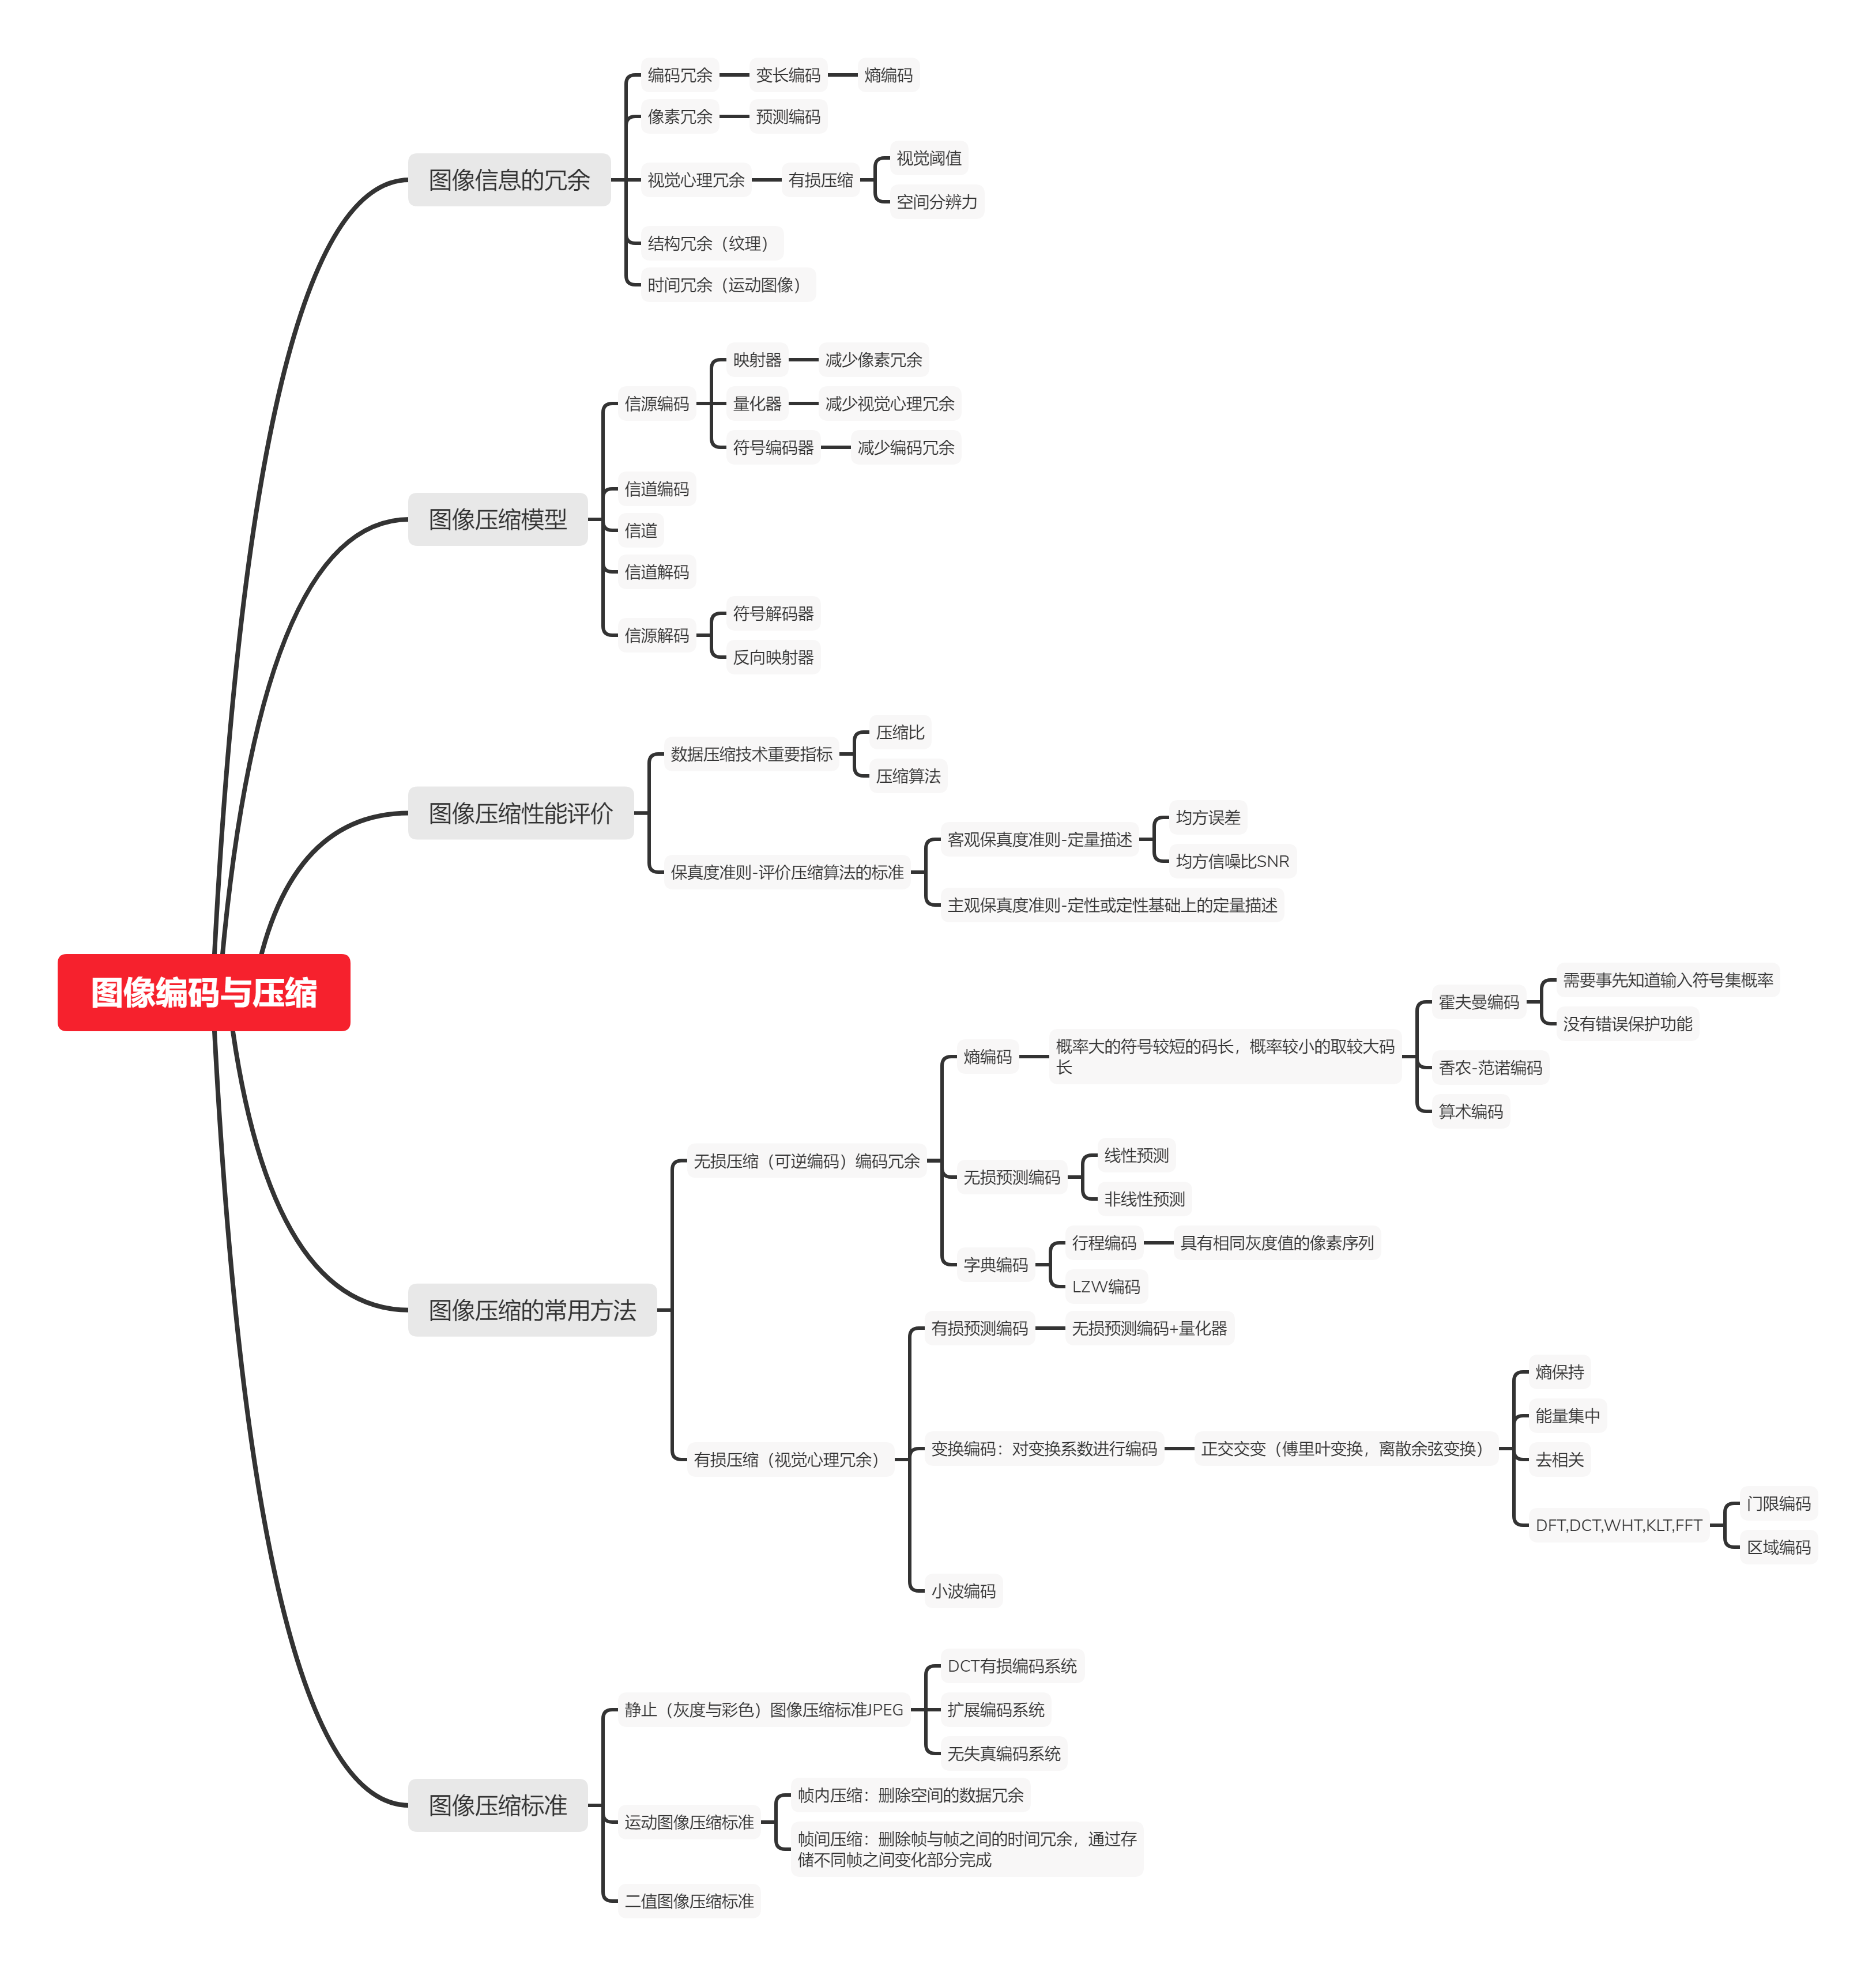 编码冗余
变长编码
熵编码
像素冗余
预测编码
图像信息的冗余
视觉心理冗余
有损压缩
视觉阈值
空间分辨力
结构冗余（纹理）
时间冗余（运动图像）
图像压缩模型
信源编码
映射器
减少像素冗余
量化器
减少视觉心理冗余
符号编码器
减少编码冗余
信道编码
信道
信道解码
信源解码
符号解码器
反向映射器
图像压缩性能评价
数据压缩技术重要指标
压缩比
压缩算法
保真度准则-评价压缩算法的标准
客观保真度准则-定量描述
均方误差
均方信噪比SNR
主观保真度准则-定性或定性基础上的定量描述
图像编码与压缩
图像压缩的常用方法
无损压缩（可逆编码）编码冗余
熵编码
概率大的符号较短的码长，概率较小的取较大码
长
霍夫曼编码
需要事先知道输入符号集概率
没有错误保护功能
香农-范诺编码
算术编码
无损预测编码
线性预测
非线性预测
字典编码
行程编码
具有相同灰度值的像素序列
LZW编码
有损压缩（视觉心理冗余）
有损预测编码
无损预测编码+量化器
变换编码：对变换系数进行编码
正交交变（傅里叶变换，离散余弦变换）
熵保持
能量集中
去相关
DFT,DCT,WHT,KLT,FFT
门限编码
区域编码
小波编码
图像压缩标准
静止（灰度与彩色）图像压缩标准JPEG
DCT有损编码系统
扩展编码系统
无失真编码系统
运动图像压缩标准
帧内压缩：删除空间的数据冗余
帧间压缩：删除帧与帧之间的时间冗余，通过存
储不同帧之间变化部分完成
二值图像压缩标准